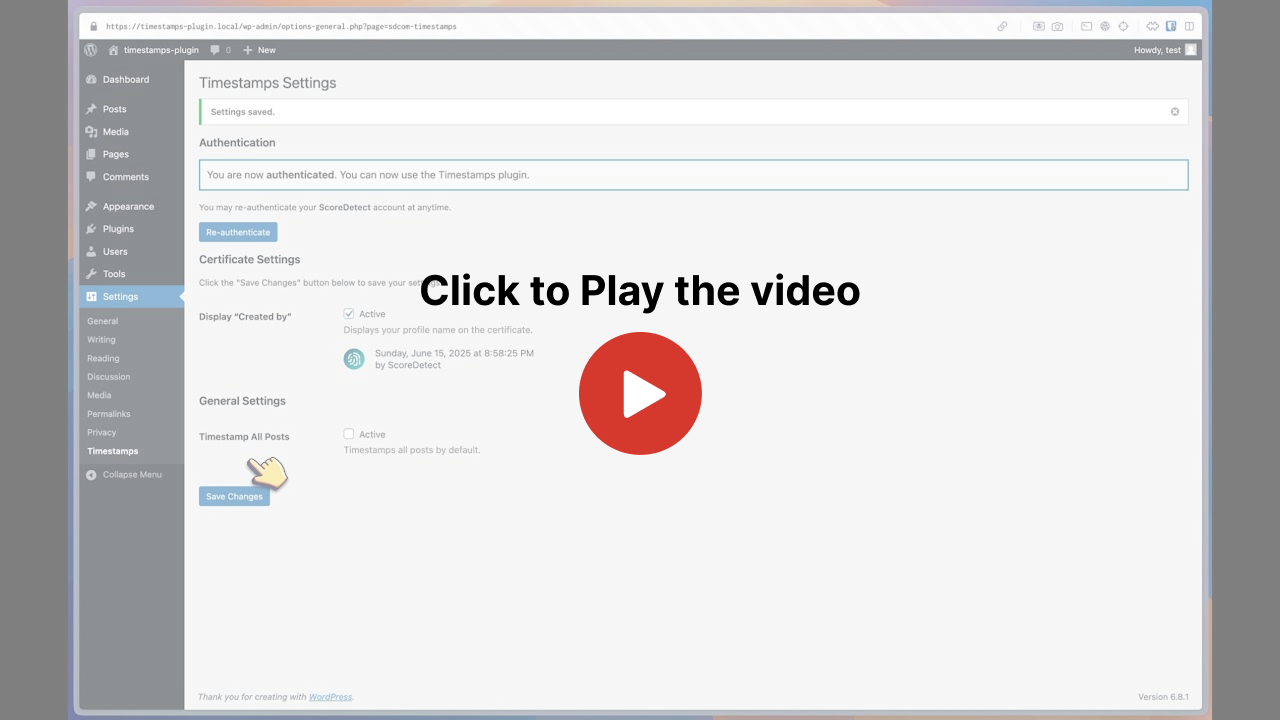 https://timestamps-plugin.local/wp-admin/options-general.php?page=sdcom-timestamps
timestamps-plugin 0 New Howdy, test
Dashboard
Posts
Media
Pages
Comments
Appearance
Plugins
Users
Tools
Settings
General
Writing
Reading
Discussion
Media
Permalinks
Privacy
Timestamps
Collapse Menu
Timestamps Settings
Settings saved.
Authentication
You are now authenticated. You can now use the Timestamps plugin.
You may re-authenticate your ScoreDetect account at anytime.
Re-authenticate
Certificate Settings
Click the "Save Changes" button below to save your
Click to Play the video
Display “Created by” Active
Displays your profile name on the certificate.
Sunday, June 15, 2025 at 8:58:25 PM
by ScoreDetect
General Settings
Timestamp All Posts Active
Timestamps all posts by default.
Save Changes
Thank you for creating with WordPress. Version 6.8.1